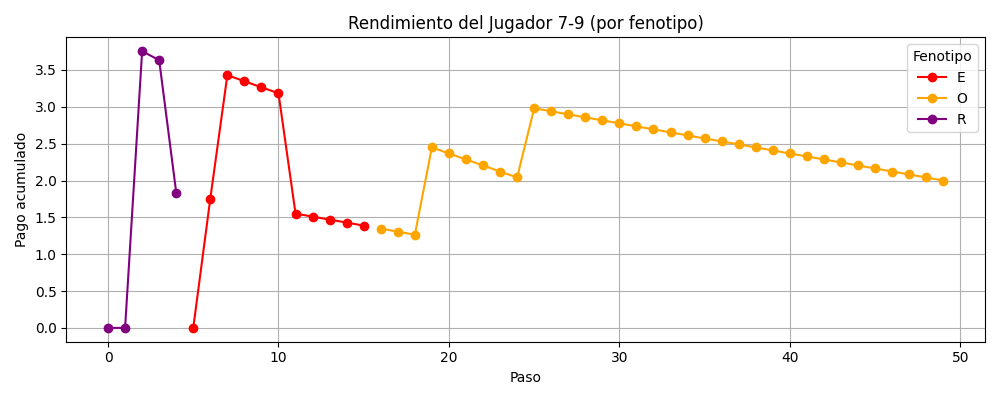 Rendimiento del Jugador 7-9 (por fenotipo)
Pago acumulado
3.5
3.0
2.5
2.0
1.5
1.0
0.5
0.0
Fenotipo
E
O
R
0 10 20 30 40 50
Paso